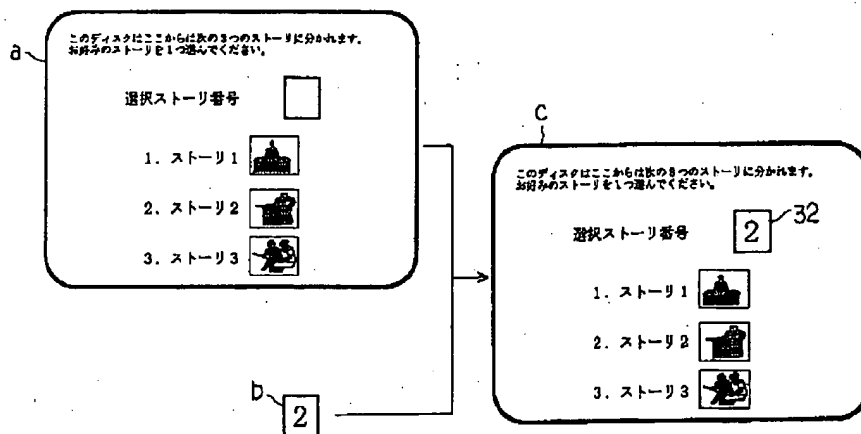 a
このディスクはここからは次の3つのストーリに分かれます。
お好みのストーリを1つ選んでください。
選択ストーリ番号
1. ストーリ1
2. ストーリ2
3. ストーリ3
b
2
c
このディスクはここからは次の3つのストーリに分かれます。
お好みのストーリを1つ選んでください。
選択ストーリ番号
2
32
1. ストーリ1
2. ストーリ2
3. ストーリ3